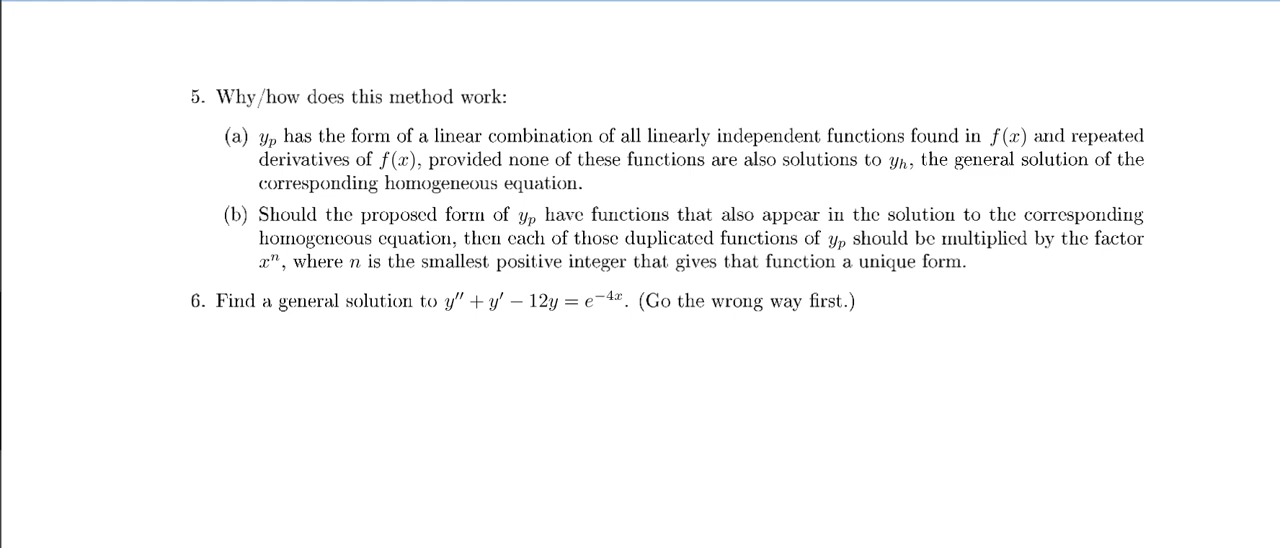 5. Why/how does this method work:
(a) yₚ has the form of a linear combination of all linearly independent functions found in f(x) and repeated
derivatives of f(x), provided none of these functions are also solutions to yₕ, the general solution of the
corresponding homogeneous equation.
(b) Should the proposed form of yₚ have functions that also appear in the solution to the corresponding
homogeneous equation, then each of those duplicated functions of yₚ should be multiplied by the factor
xⁿ, where n is the smallest positive integer that gives that function a unique form.
6. Find a general solution to y″ + y′ − 12y = e⁻⁴ˣ. (Go the wrong way first.)